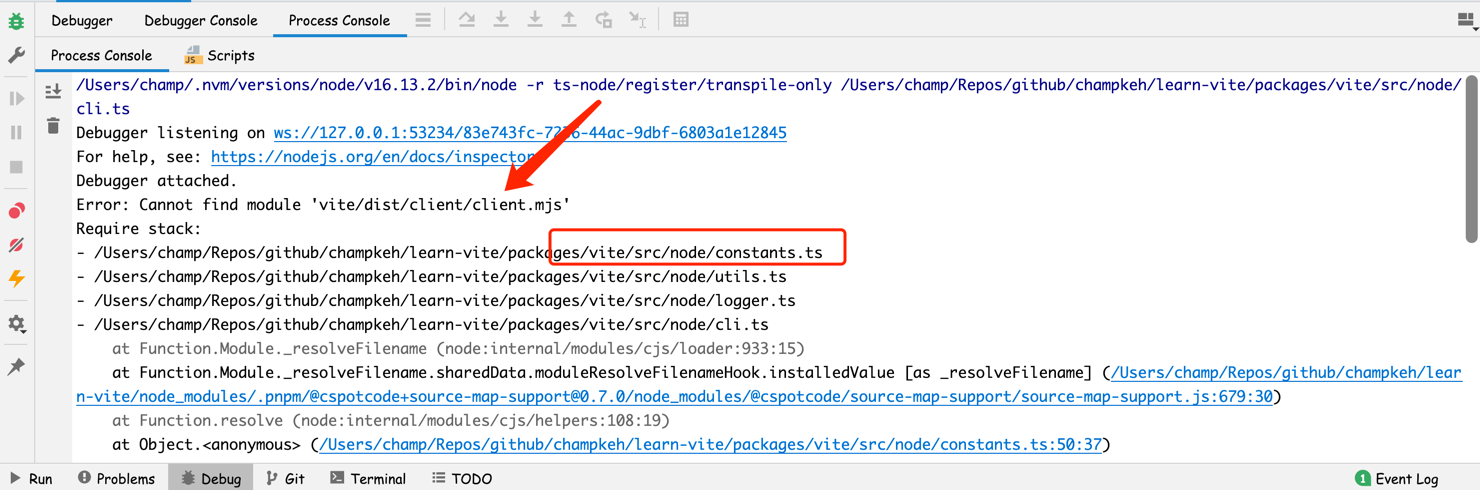 Debugger Debugger Console Process Console
Process Console JS Scripts
/Users/champ/.nvm/versions/node/v16.13.2/bin/node -r ts-node/register/transpile-only /Users/champ/Repos/github/champkeh/learn-vite/packages/vite/src/node/
cli.ts
Debugger listening on ws://127.0.0.1:53234/83e743fc-7276-44ac-9dbf-6803a1e12845
For help, see: https://nodejs.org/en/docs/inspector
Debugger attached.
Error: Cannot find module 'vite/dist/client/client.mjs'
Require stack:
- /Users/champ/Repos/github/champkeh/learn-vite/packages/vite/src/node/constants.ts
- /Users/champ/Repos/github/champkeh/learn-vite/packages/vite/src/node/utils.ts
- /Users/champ/Repos/github/champkeh/learn-vite/packages/vite/src/node/logger.ts
- /Users/champ/Repos/github/champkeh/learn-vite/packages/vite/src/node/cli.ts
at Function.Module._resolveFilename (node:internal/modules/cjs/loader:933:15)
at Function.Module._resolveFilename.sharedData.moduleResolveFilenameHook.installedValue [as _resolveFilename] (/Users/champ/Repos/github/champkeh/lear
n-vite/node_modules/.pnpm/@cspotcode+source-map-support@0.7.0/node_modules/@cspotcode/source-map-support/source-map-support.js:679:30)
at Function.resolve (node:internal/modules/cjs/helpers:108:19)
at Object.<anonymous> (/Users/champ/Repos/github/champkeh/learn-vite/packages/vite/src/node/constants.ts:50:37)
Run Problems Debug Git Terminal TODO 1 Event Log